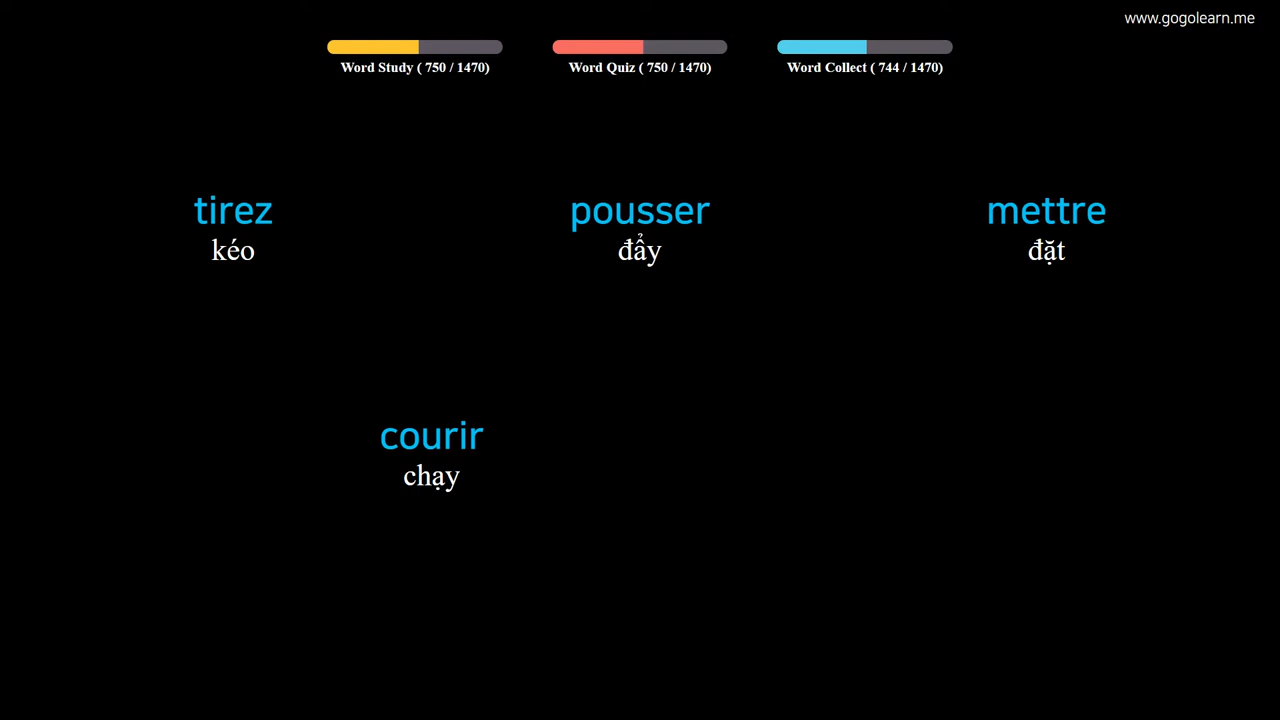 www.gogolearn.me
Word Study ( 750 / 1470)
Word Quiz ( 750 / 1470)
Word Collect ( 744 / 1470)
tirez
kéo
pousser
đẩy
mettre
đặt
courir
chạy